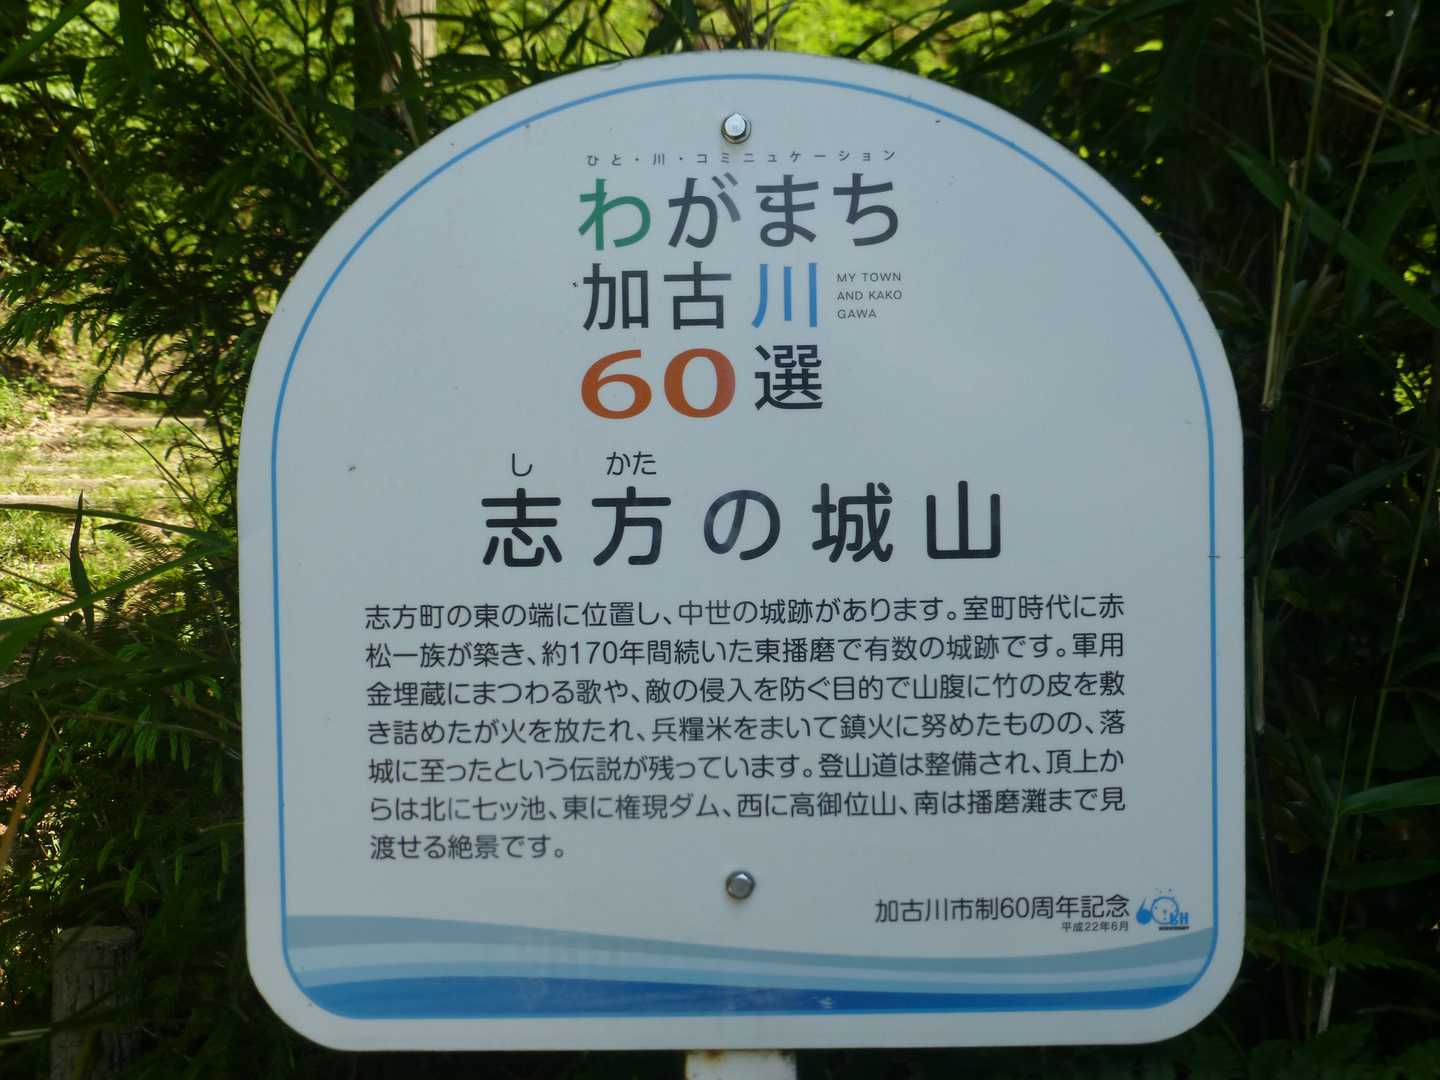 ひと・川・コミニュケーション
わがまち
加古川
MY TOWN
AND KAKO
GAWA
60選
し かた
志方の城山
志方町の東の端に位置し、中世の城跡があります。室町時代に赤
松一族が築き、約170年間続いた東播磨で有数の城跡です。軍用
金埋蔵にまつわる歌や、敵の侵入を防ぐ目的で山腹に竹の皮を敷
き詰めたが火を放たれ、兵糧米をまいて鎮火に努めたものの、落
城に至ったという伝説が残っています。登山道は整備され、頂上か
らは北に七ッ池、東に権現ダム、西に高御位山、南は播磨灘まで見
渡せる絶景です。
加古川市制60周年記念
平成22年6月